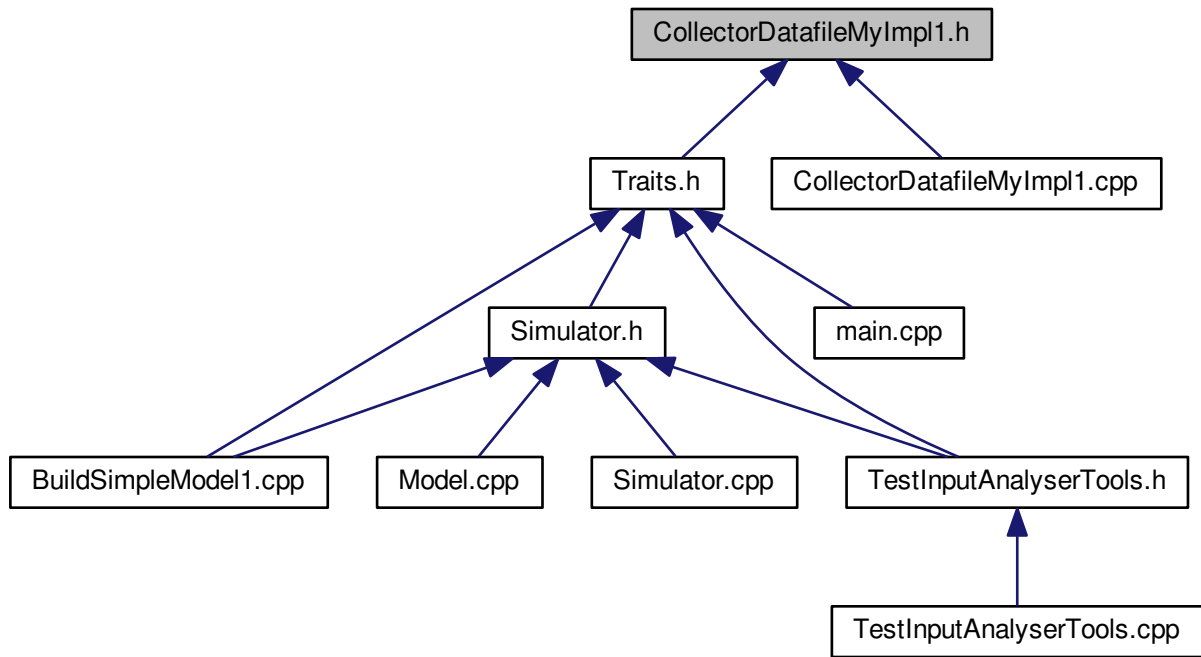 CollectorDatafileMyImpl1.h
Traits.h
CollectorDatafileMyImpl1.cpp
Simulator.h
main.cpp
BuildSimpleModel1.cpp
Model.cpp
Simulator.cpp
TestInputAnalyserTools.h
TestInputAnalyserTools.cpp